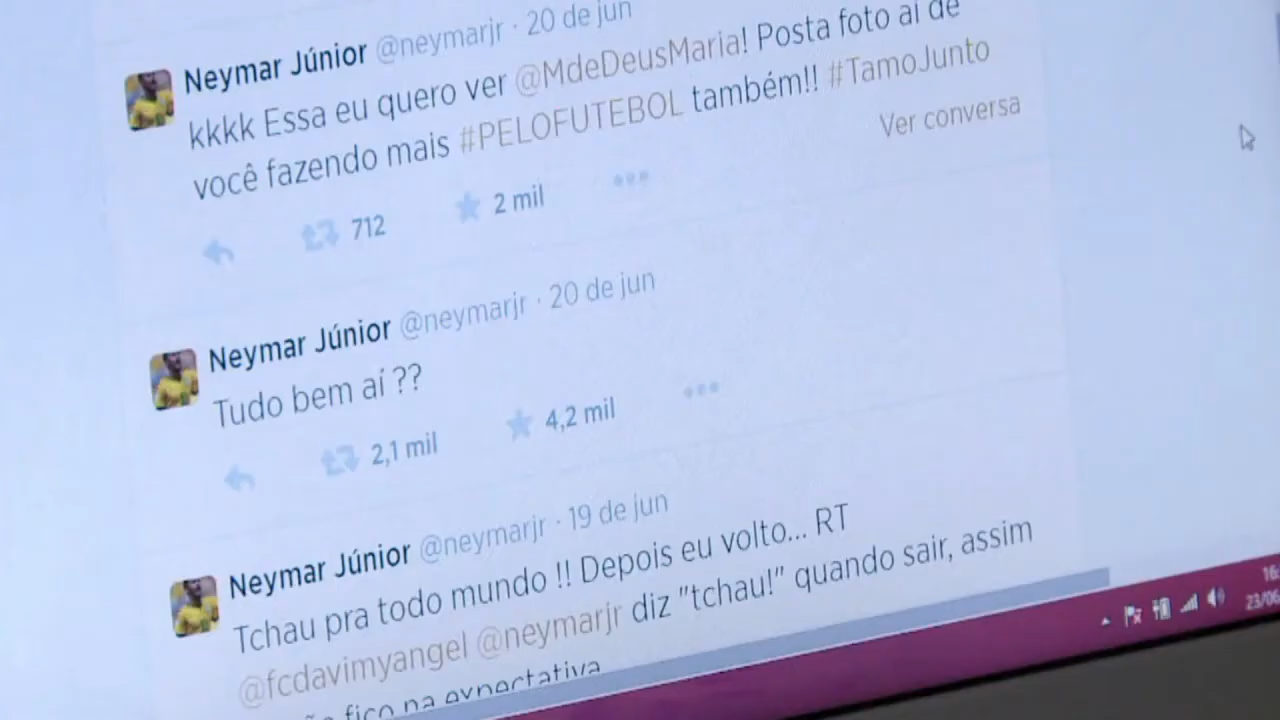 Neymar Júnior @neymarjr · 20 de jun
kkkk Essa eu quero ver @MdeDeusMaria! Posta foto aí de
você fazendo mais #PELOFUTEBOL também!! #TamoJunto
Ver conversa
712
2 mil
Neymar Júnior @neymarjr · 20 de jun
Tudo bem aí ??
2,1 mil
4,2 mil
Neymar Júnior @neymarjr · 19 de jun
Tchau pra todo mundo !! Depois eu volto... RT
@fcdavimyangel @neymarjr diz "tchau!" quando sair, assim
fico na expectativa